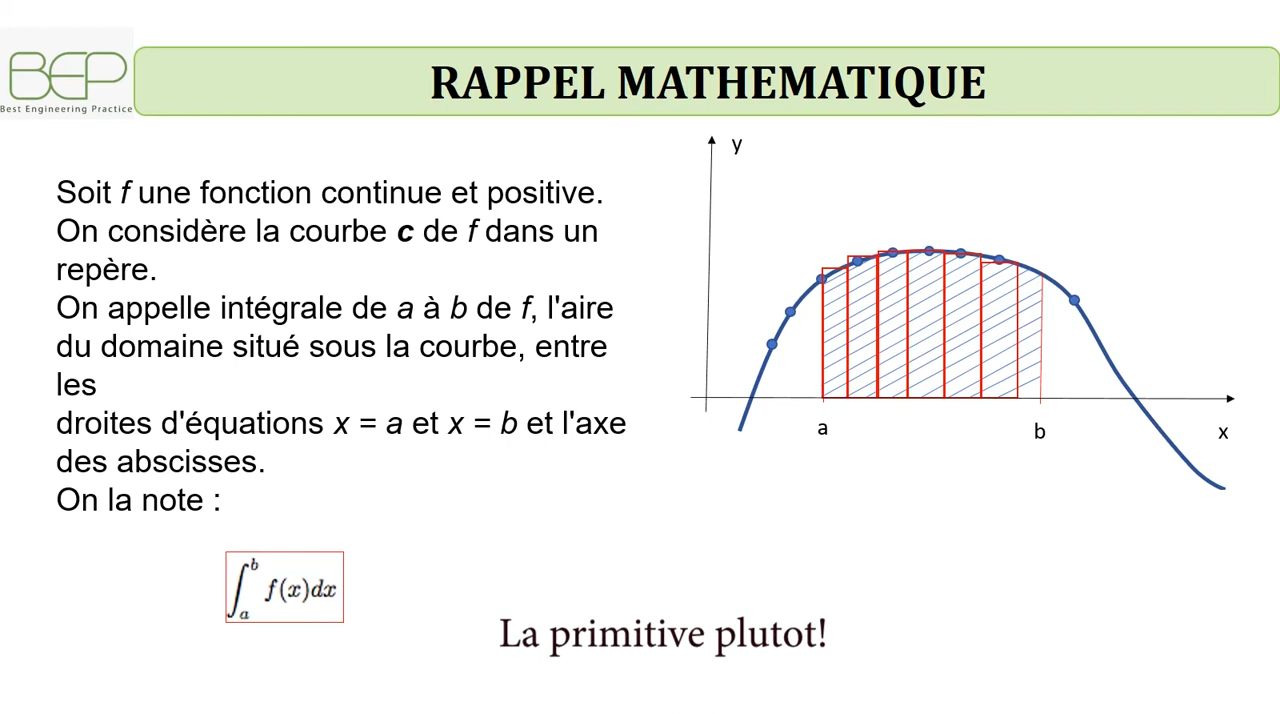 BEP
Best Engineering Practice
RAPPEL MATHEMATIQUE
Soit f une fonction continue et positive.
On considère la courbe c de f dans un
repère.
On appelle intégrale de a à b de f, l'aire
du domaine situé sous la courbe, entre
les
droites d'équations x = a et x = b et l'axe
des abscisses.
On la note :
∫_a^b f(x)dx
y
a
b
x
La primitive plutot!